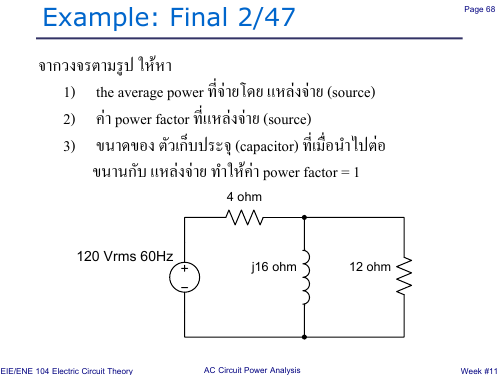 Example: Final 2/47
Page 68
จากวงจรตามรูป ให้หา
1) the average power ที่จ่ายโดย แหล่งจ่าย (source)
2) ค่า power factor ที่แหล่งจ่าย (source)
3) ขนาดของ ตัวเก็บประจุ (capacitor) ที่เมื่อนำไปต่อ
ขนานกับ แหล่งจ่าย ทำให้ค่า power factor = 1
4 ohm
120 Vrms 60Hz
j16 ohm
12 ohm
EIE/ENE 104 Electric Circuit Theory
AC Circuit Power Analysis
Week #11